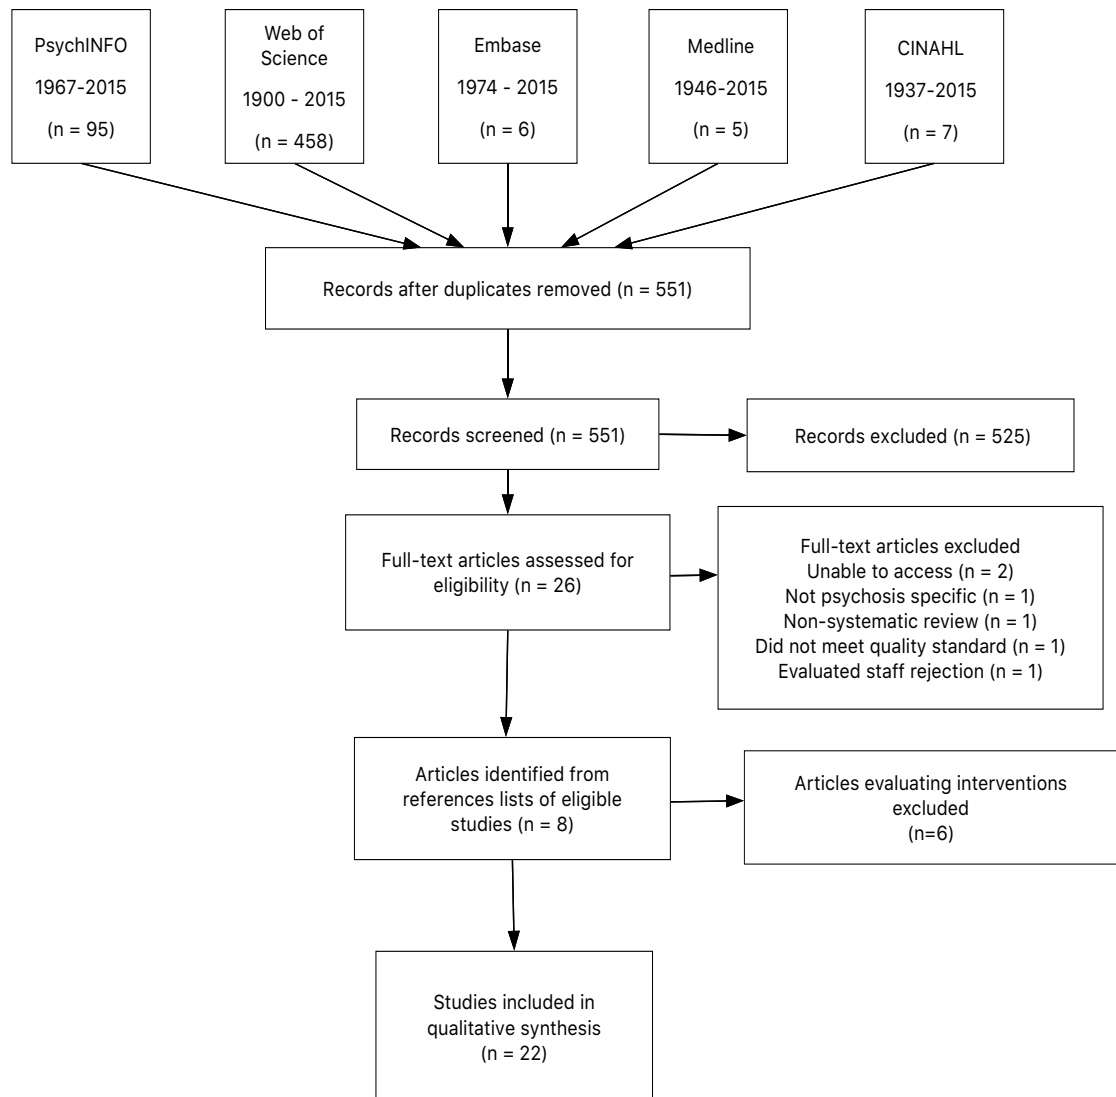 PsychINFO
1967-2015
(n = 95)
Web of
Science
1900 - 2015
(n = 458)
Embase
1974 - 2015
(n = 6)
Medline
1946-2015
(n = 5)
CINAHL
1937-2015
(n = 7)
Records after duplicates removed (n = 551)
Records screened (n = 551)
Records excluded (n = 525)
Full-text articles assessed for
eligibility (n = 26)
Full-text articles excluded
Unable to access (n = 2)
Not psychosis specific (n = 1)
Non-systematic review (n = 1)
Did not meet quality standard (n = 1)
Evaluated staff rejection (n = 1)
Articles identified from
references lists of eligible
studies (n = 8)
Articles evaluating interventions
excluded
(n=6)
Studies included in
qualitative synthesis
(n = 22)